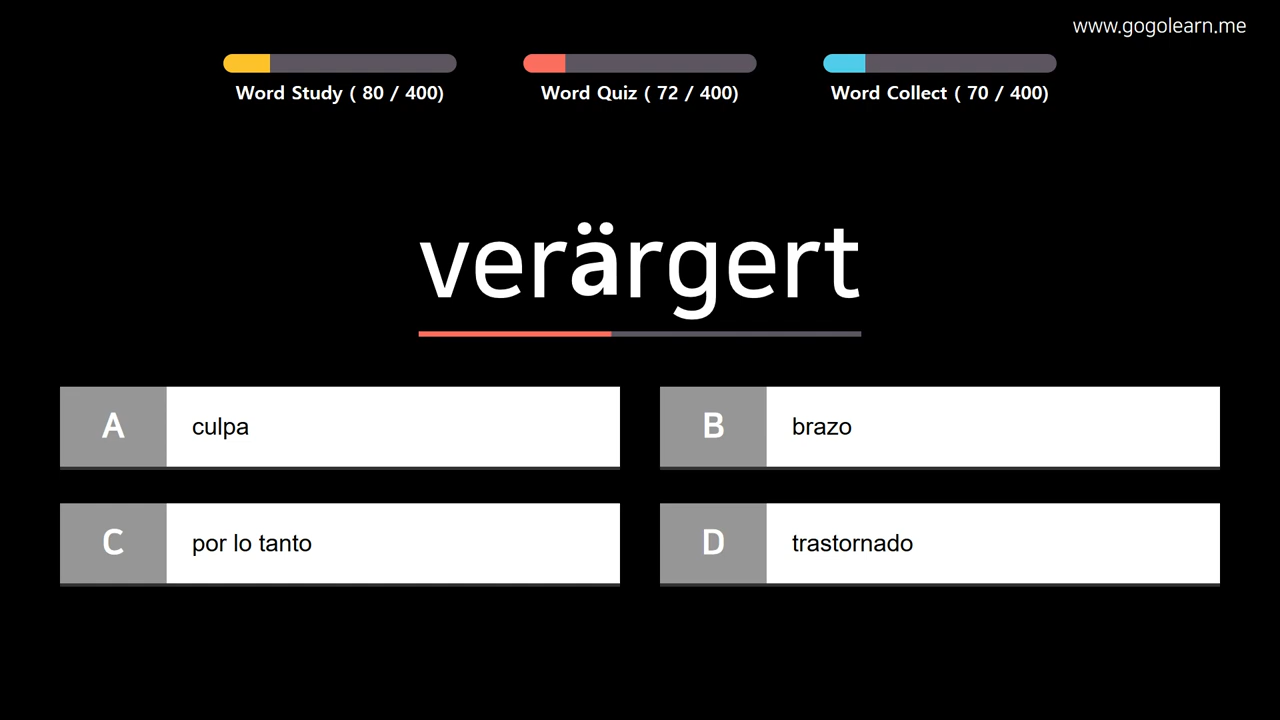 www.gogolearn.me
Word Study ( 80 / 400)
Word Quiz ( 72 / 400)
Word Collect ( 70 / 400)
verärgert
A culpa
B brazo
C por lo tanto
D trastornado